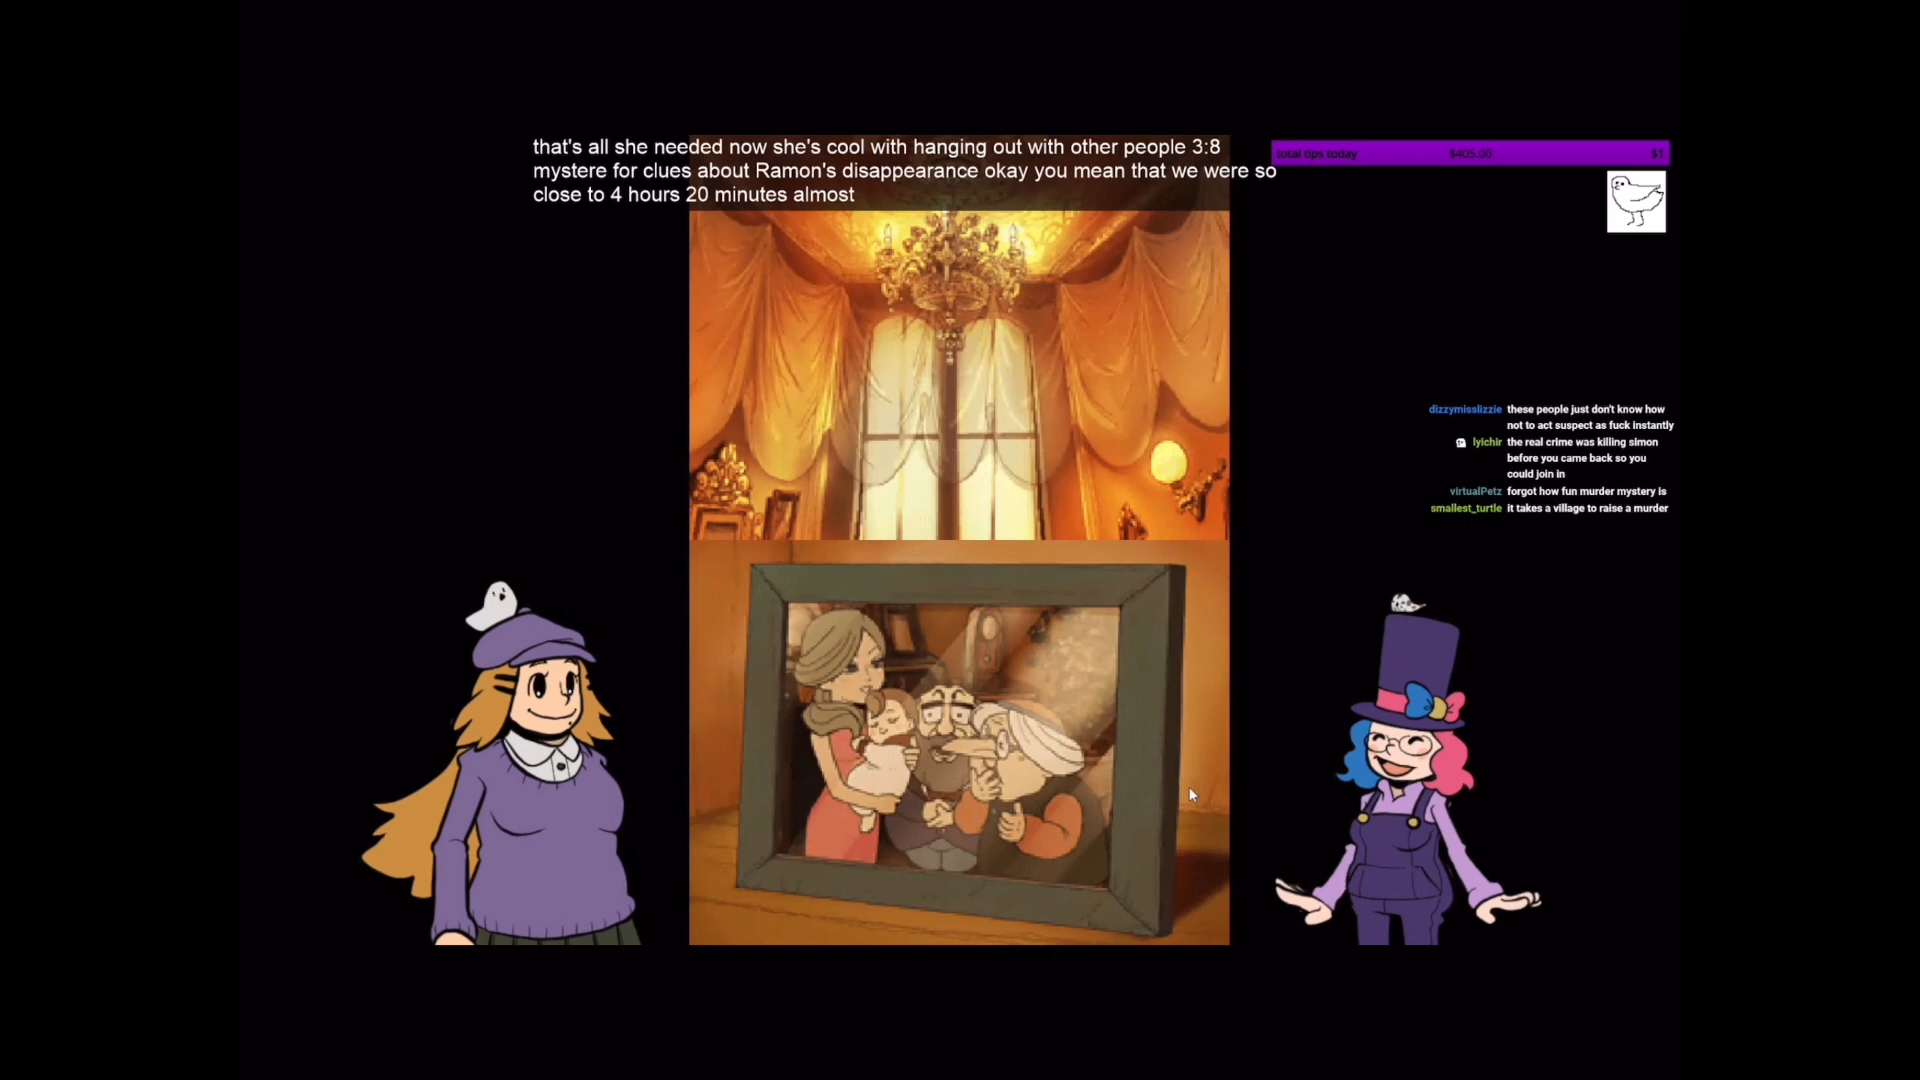 that's all she needed now she's cool with hanging out with other people 3:8
mystere for clues about Ramon's disappearance okay you mean that we were so
close to 4 hours 20 minutes almost
total tips today $405.00 $1
dizzymisslizzie these people just don't know how
not to act suspect as fuck instantly
lyichir the real crime was killing simon
before you came back so you
could join in
virtualPetz forgot how fun murder mystery is
smallest_turtle it takes a village to raise a murder